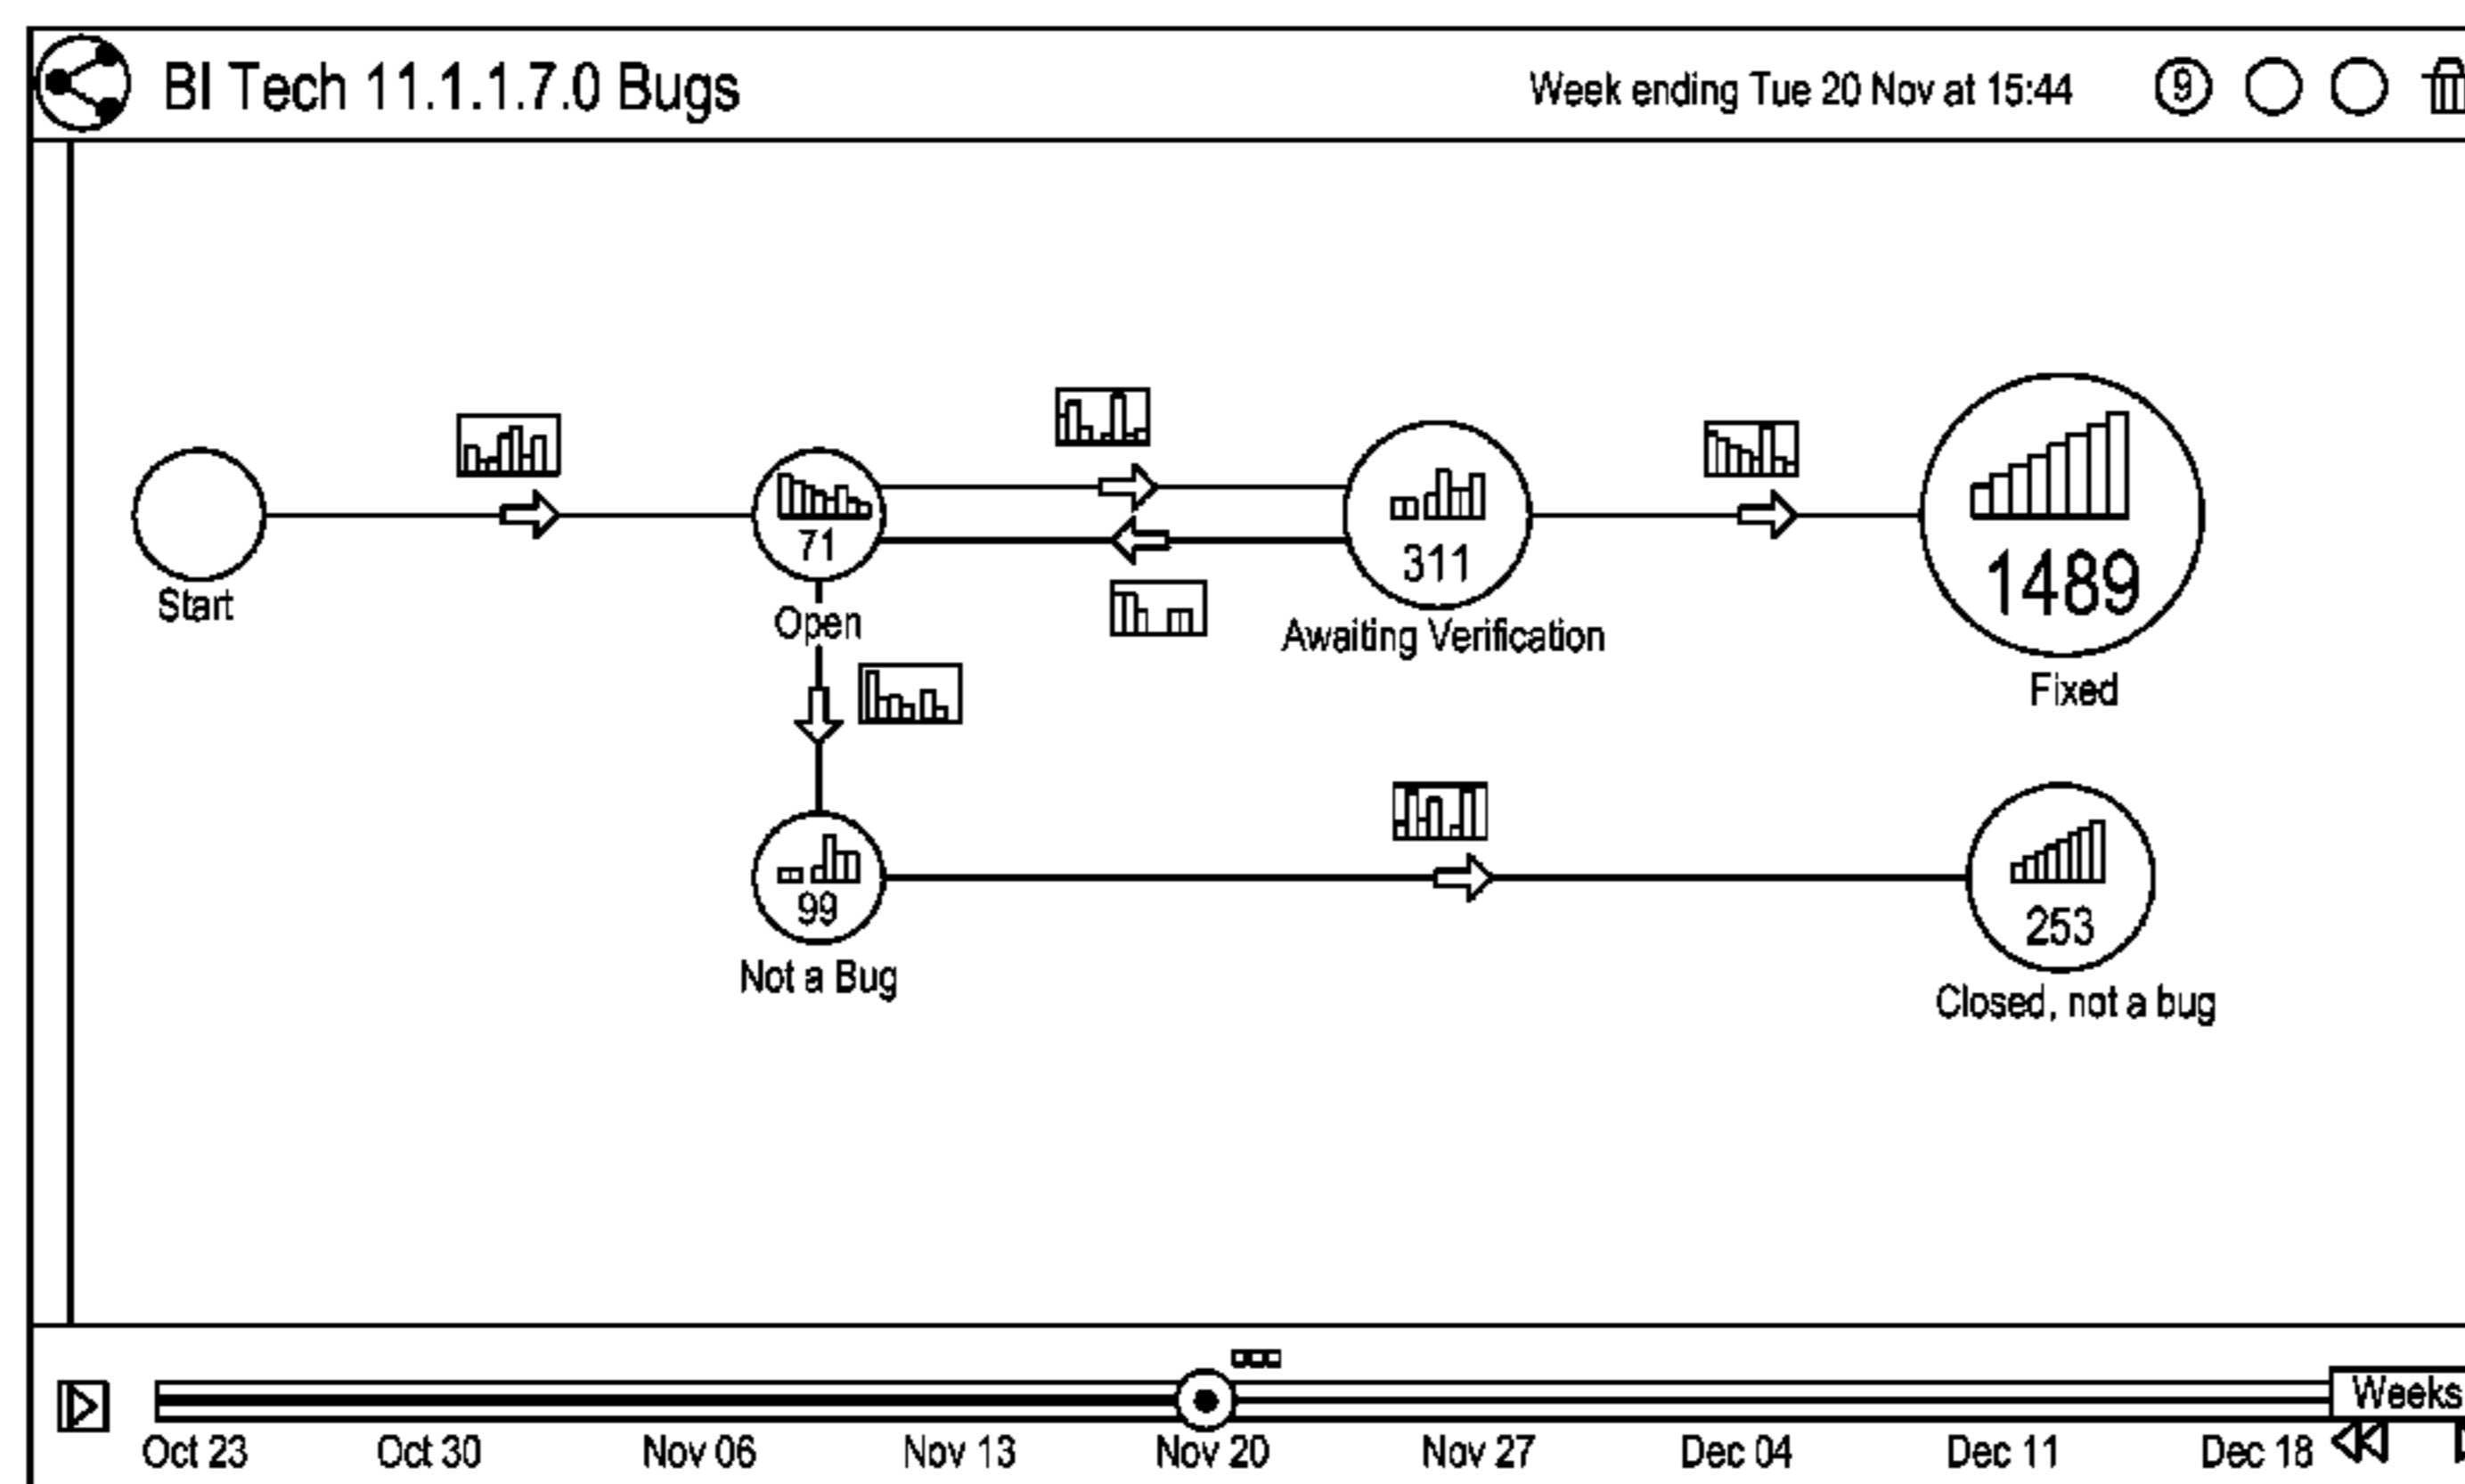 BI Tech 11.1.1.7.0 Bugs
Week ending Tue 20 Nov at 15:44
9
Start
71
Open
311
Awaiting Verification
1489
Fixed
99
Not a Bug
253
Closed, not a bug
Weeks
Oct 23
Oct 30
Nov 06
Nov 13
Nov 20
Nov 27
Dec 04
Dec 11
Dec 18